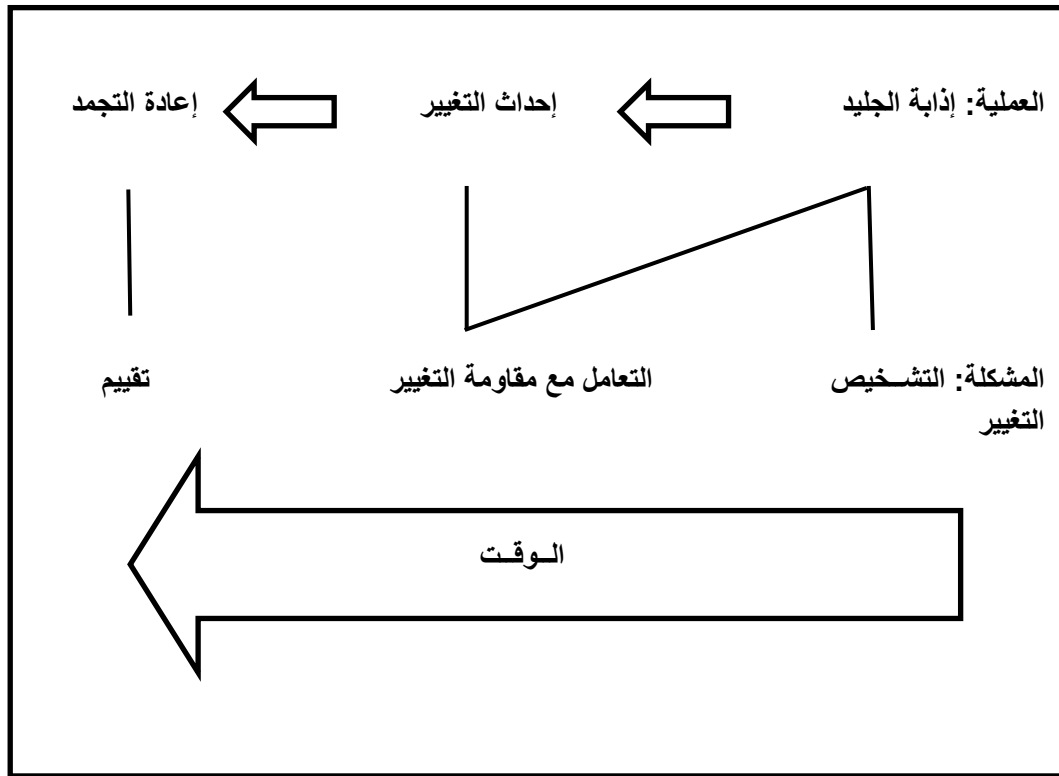 العملية: إذابة الجليد إحداث التغيير إعادة التجمد
المشكلة: التشـخيص التعامل مع مقاومة التغيير تقييم
التغيير
الـوقـت